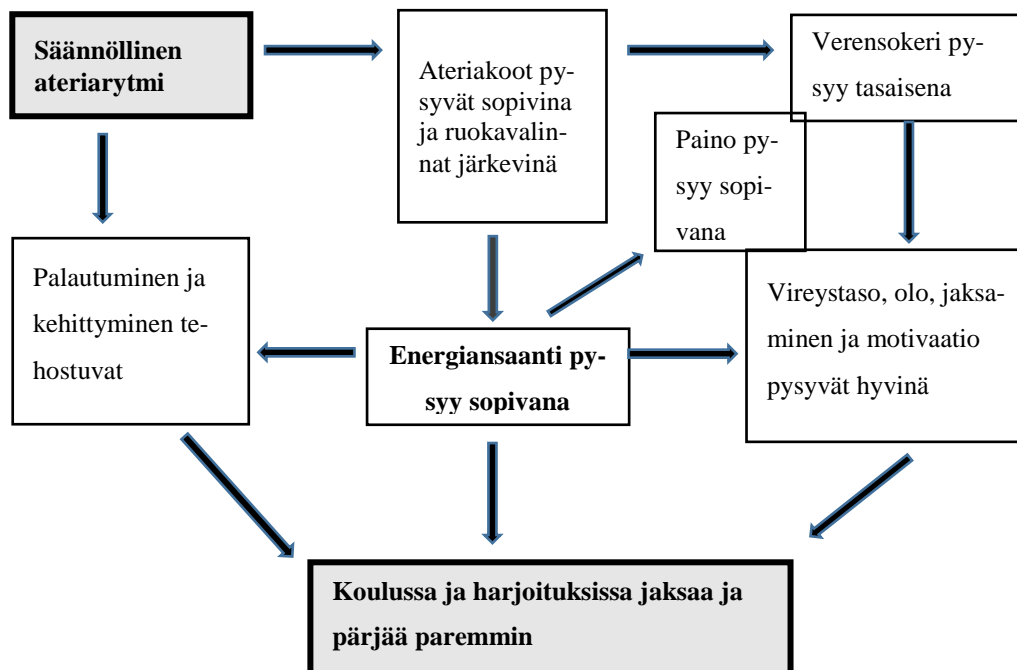 Säännöllinen
ateriarytmi
Ateriakoot py-
syvät sopivina
ja ruokavalin-
nat järkevinä
Verensokeri py-
syy tasaisena
Paino py-
syy sopi-
vana
Palautuminen ja
kehittyminen te-
hostuvat
Energiansaanti py-
syy sopivana
Vireystaso, olo, jaksa-
minen ja motivaatio
pysyvät hyvinä
Koulussa ja harjoituksissa jaksaa ja
pärjää paremmin